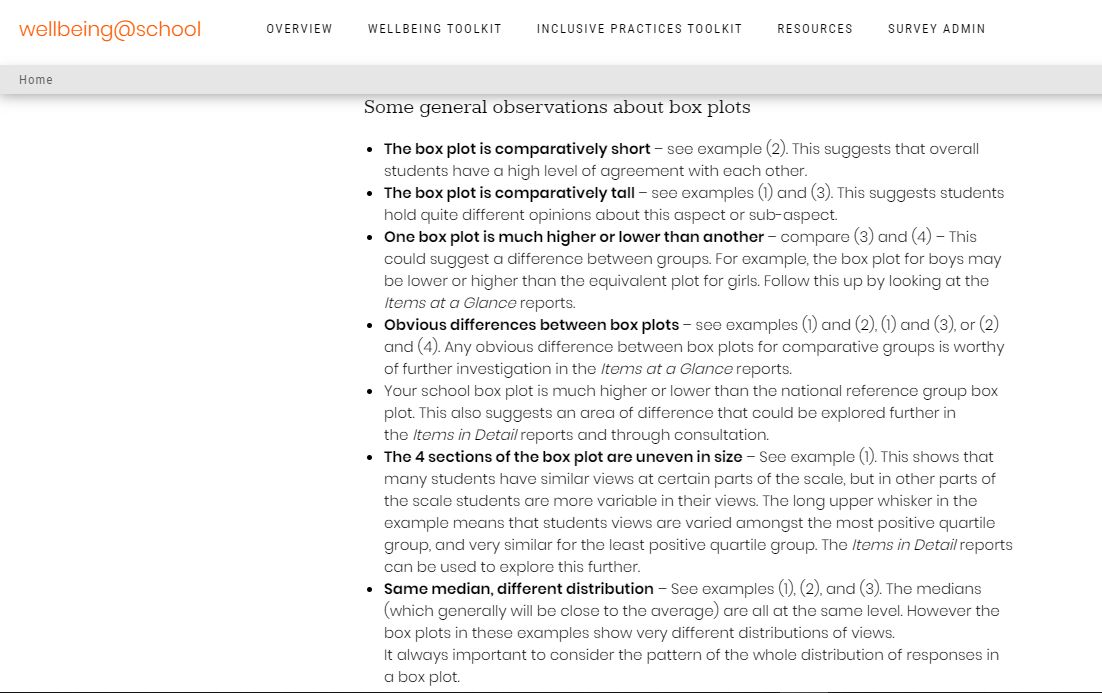 wellbeing@school
OVERVIEW WELLBEING TOOLKIT INCLUSIVE PRACTICES TOOLKIT RESOURCES SURVEY ADMIN
Home
Some general observations about box plots
• The box plot is comparatively short – see example (2). This suggests that overall
students have a high level of agreement with each other.
• The box plot is comparatively tall – see examples (1) and (3). This suggests students
hold quite different opinions about this aspect or sub-aspect.
• One box plot is much higher or lower than another – compare (3) and (4) – This
could suggest a difference between groups. For example, the box plot for boys may
be lower or higher than the equivalent plot for girls. Follow this up by looking at the
Items at a Glance reports.
• Obvious differences between box plots – see examples (1) and (2), (1) and (3), or (2)
and (4). Any obvious difference between box plots for comparative groups is worthy
of further investigation in the Items at a Glance reports.
• Your school box plot is much higher or lower than the national reference group box
plot. This also suggests an area of difference that could be explored further in
the Items in Detail reports and through consultation.
• The 4 sections of the box plot are uneven in size – See example (1). This shows that
many students have similar views at certain parts of the scale, but in other parts of
the scale students are more variable in their views. The long upper whisker in the
example means that students views are varied amongst the most positive quartile
group, and very similar for the least positive quartile group. The Items in Detail reports
can be used to explore this further.
• Same median, different distribution – See examples (1), (2), and (3). The medians
(which generally will be close to the average) are all at the same level. However the
box plots in these examples show very different distributions of views.
It always important to consider the pattern of the whole distribution of responses in
a box plot.